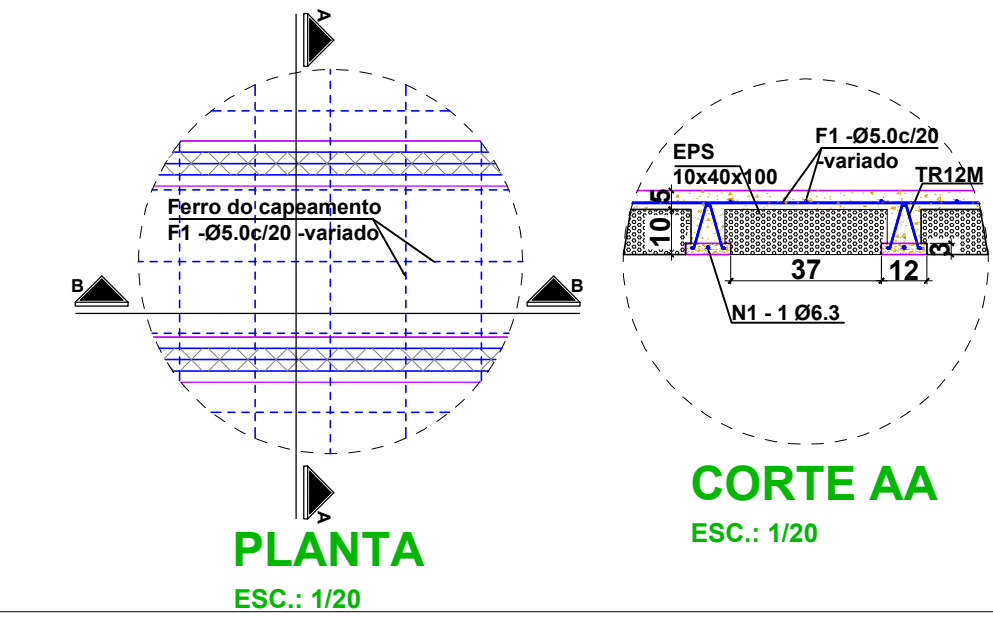 A
Ferro do capeamento
F1 -Ø5.0c/20 -variado
B
B
A
PLANTA
ESC.: 1/20
EPS
10x40x100
F1 -Ø5.0c/20
-variado
TR12M
5
10
3
37
12
N1 - 1 Ø6.3
CORTE AA
ESC.: 1/20